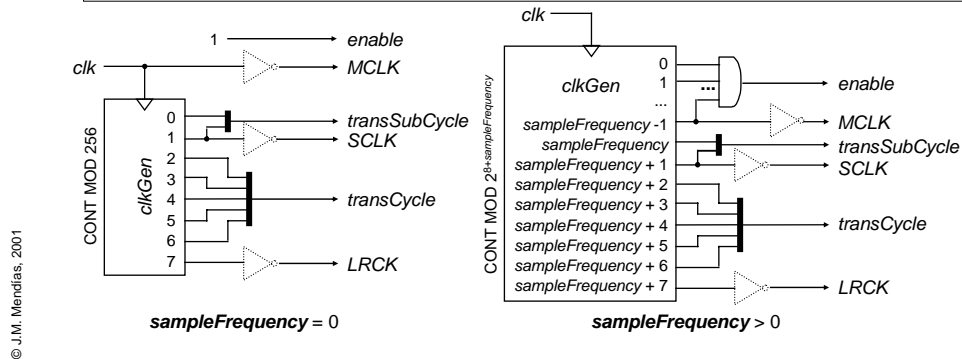 clk
1
enable
MCLK
CONT MOD 256
clkGen
0
1
2
3
4
5
6
7
transSubCycle
SCLK
transCycle
LRCK
sampleFrequency = 0
clk
CONT MOD 2^8+sampleFrequency
clkGen
0
1
...
sampleFrequency -1
sampleFrequency
sampleFrequency + 1
sampleFrequency + 2
sampleFrequency + 3
sampleFrequency + 4
sampleFrequency + 5
sampleFrequency + 6
sampleFrequency + 7
...
enable
MCLK
transSubCycle
SCLK
transCycle
LRCK
sampleFrequency > 0
© J.M. Mendías, 2001